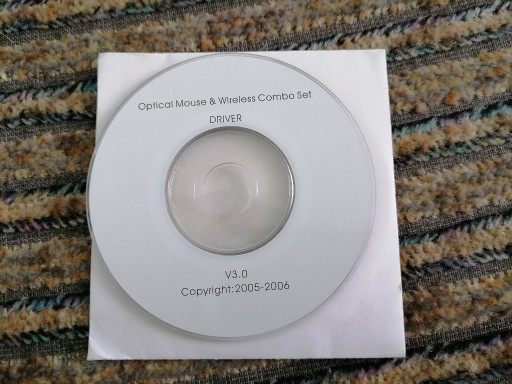 Optical Mouse & Wireless Combo Set
DRIVER
V3.0
Copyright:2005-2006